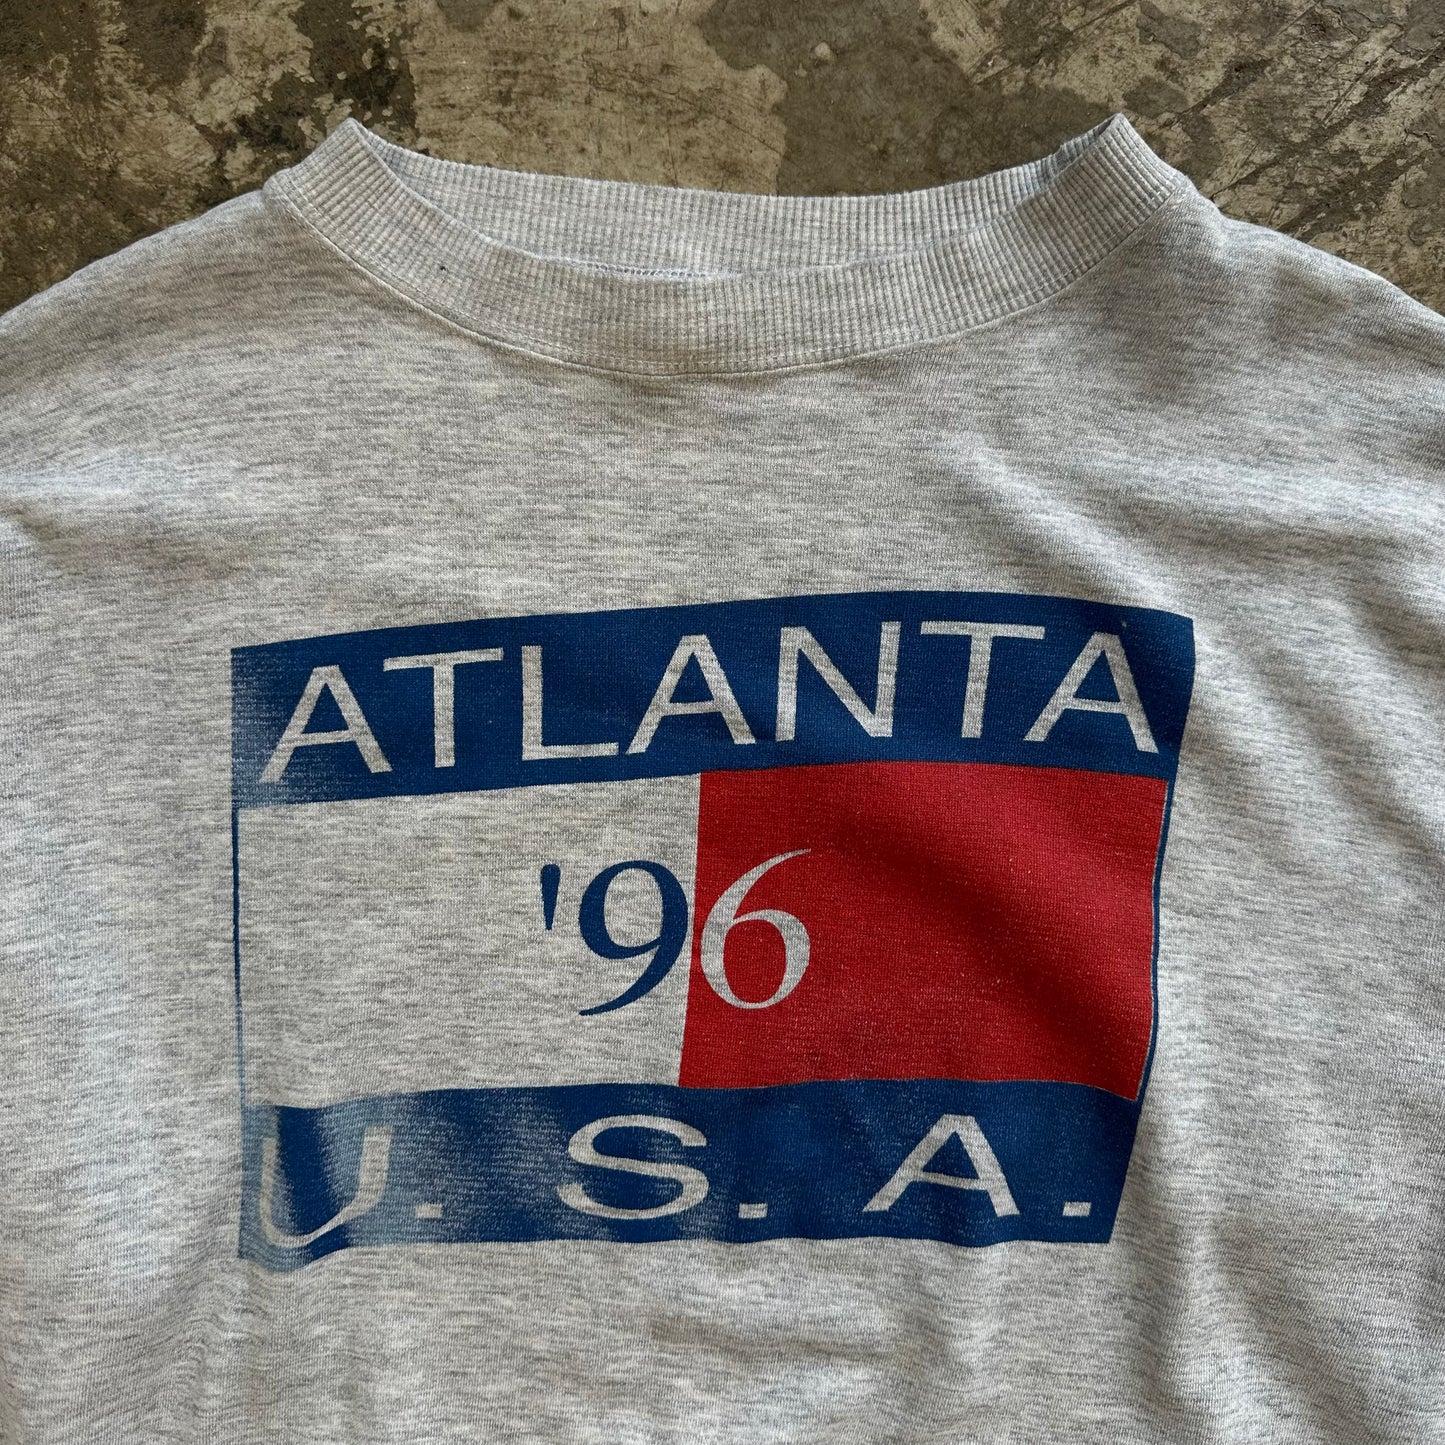 ATLANTA
'96
U. S. A.